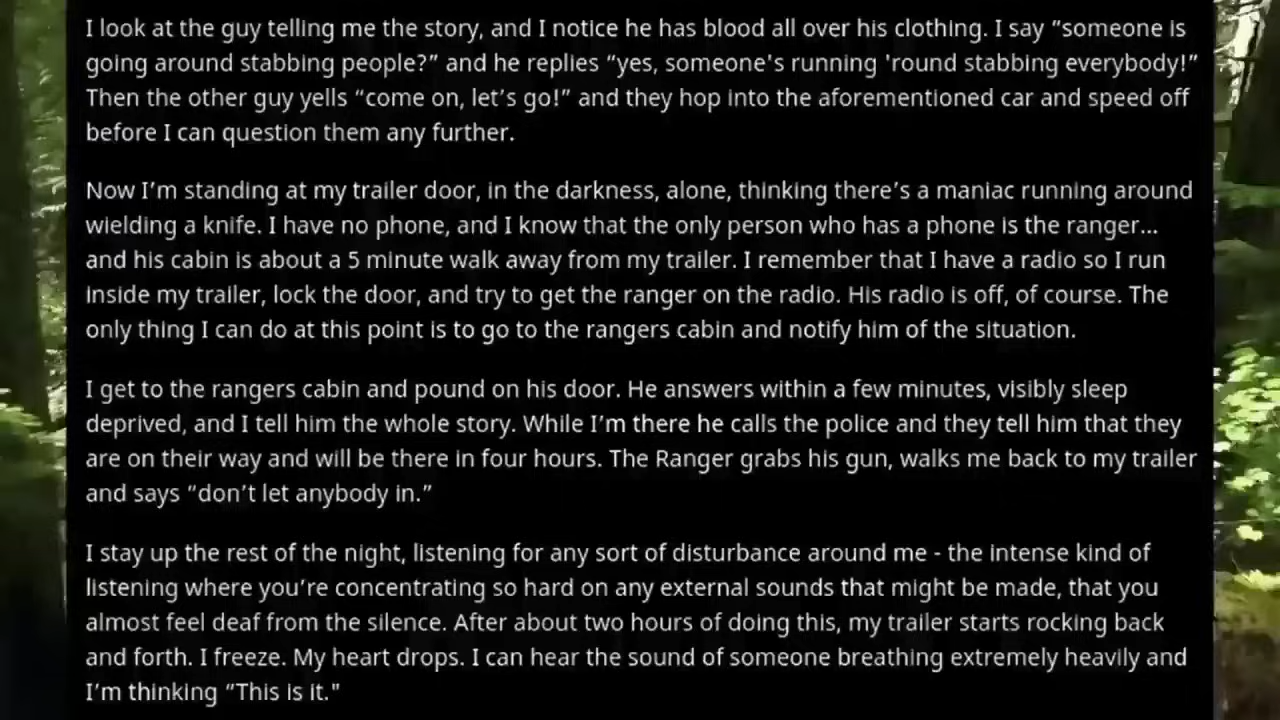 I look at the guy telling me the story, and I notice he has blood all over his clothing. I say “someone is
going around stabbing people?” and he replies “yes, someone's running 'round stabbing everybody!”
Then the other guy yells “come on, let’s go!” and they hop into the aforementioned car and speed off
before I can question them any further.
Now I’m standing at my trailer door, in the darkness, alone, thinking there’s a maniac running around
wielding a knife. I have no phone, and I know that the only person who has a phone is the ranger...
and his cabin is about a 5 minute walk away from my trailer. I remember that I have a radio so I run
inside my trailer, lock the door, and try to get the ranger on the radio. His radio is off, of course. The
only thing I can do at this point is to go to the rangers cabin and notify him of the situation.
I get to the rangers cabin and pound on his door. He answers within a few minutes, visibly sleep
deprived, and I tell him the whole story. While I’m there he calls the police and they tell him that they
are on their way and will be there in four hours. The Ranger grabs his gun, walks me back to my trailer
and says “don’t let anybody in.”
I stay up the rest of the night, listening for any sort of disturbance around me - the intense kind of
listening where you’re concentrating so hard on any external sounds that might be made, that you
almost feel deaf from the silence. After about two hours of doing this, my trailer starts rocking back
and forth. I freeze. My heart drops. I can hear the sound of someone breathing extremely heavily and
I’m thinking “This is it."